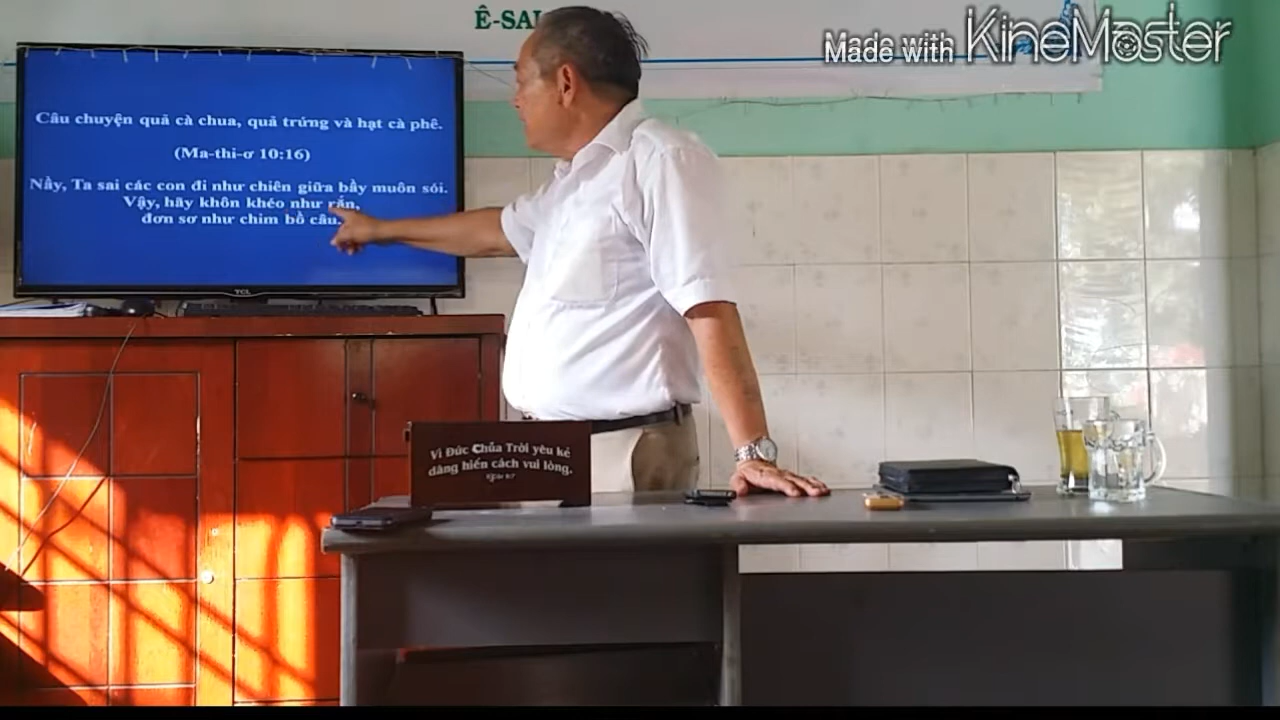 Ê-SAI
Made with KineMaster
Câu chuyện quả cà chua, quả trứng và hạt cà phê.
(Ma-thi-ơ 10:16)
Nầy, Ta sai các con đi như chiên giữa bầy muôn sói.
Vậy, hãy khôn khéo như rắn,
đơn sơ như chim bồ câu.
TCL
Vì Đức Chúa Trời yêu kẻ
dâng hiến cách vui lòng.